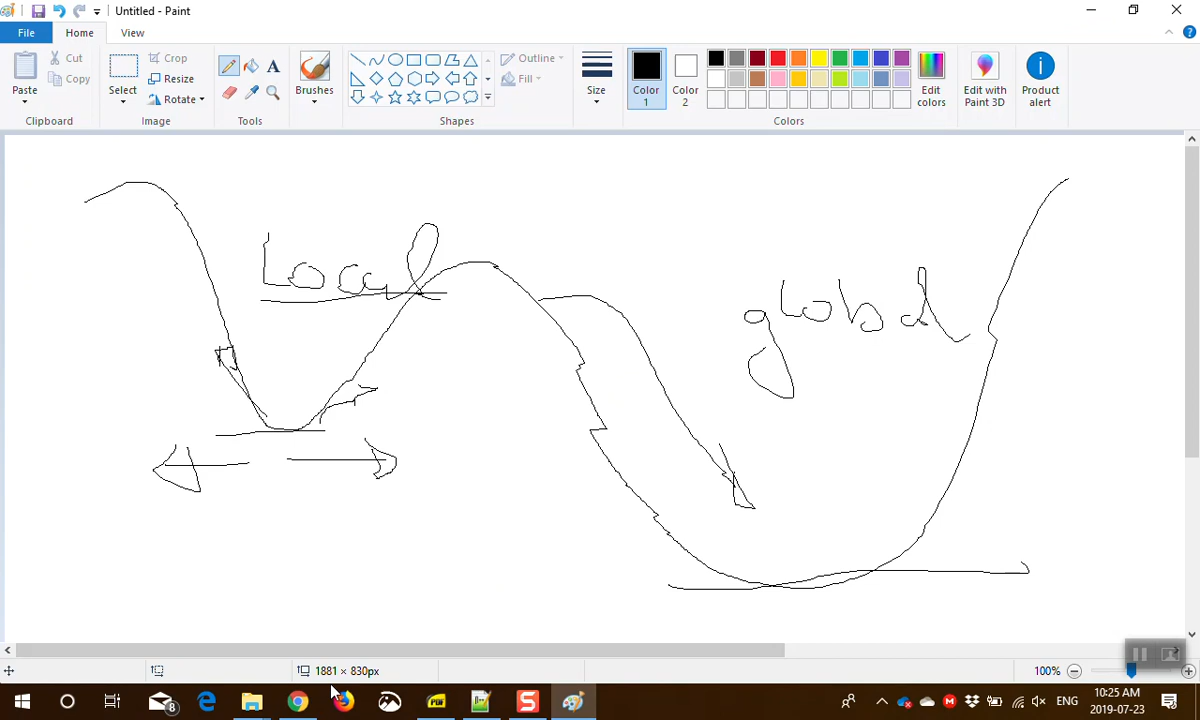 Untitled - Paint
File Home View
Cut
Copy
Paste
Clipboard
Select
Crop
Resize
Rotate
Image
Tools
Brushes
Outline
Fill
Shapes
Size
Color 1
Color 2
Colors
Edit colors
Edit with Paint 3D
Product alert
Local
global
1881 × 830px
100%
8
ENG
10:25 AM
2019-07-23